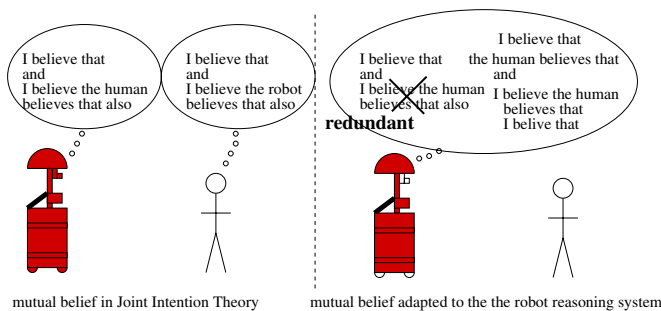 I believe that
and
I believe the human
believes that also
I believe that
and
I believe the robot
believes that also
I believe that
and
I believe the human
believes that also
redundant
I believe that
the human believes that
and
I believe the human
believes that
I belive that
mutual belief in Joint Intention Theory
mutual belief adapted to the the robot reasoning system